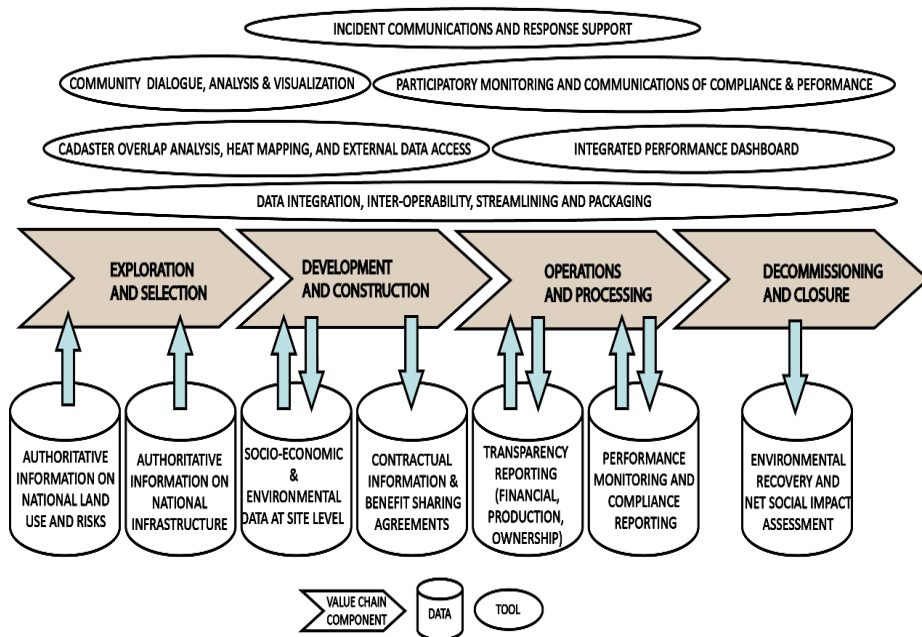 INCIDENT COMMUNICATIONS AND RESPONSE SUPPORT
COMMUNITY DIALOGUE, ANALYSIS & VISUALIZATION
PARTICIPATORY MONITORING AND COMMUNICATIONS OF COMPLIANCE & PEFORMANCE
CADASTER OVERLAP ANALYSIS, HEAT MAPPING, AND EXTERNAL DATA ACCESS
INTEGRATED PERFORMANCE DASHBOARD
DATA INTEGRATION, INTER-OPERABILITY, STREAMLINING AND PACKAGING
EXPLORATION
AND SELECTION
DEVELOPMENT
AND CONSTRUCTION
OPERATIONS
AND PROCESSING
DECOMMISSIONING
AND CLOSURE
AUTHORITATIVE
INFORMATION ON
NATIONAL LAND
USE AND RISKS
AUTHORITATIVE
INFORMATION ON
NATIONAL
INFRASTRUCTURE
SOCIO-ECONOMIC
&
ENVIRONMENTAL
DATA AT SITE LEVEL
CONTRACTUAL
INFORMATION &
BENEFIT SHARING
AGREEMENTS
TRANSPARENCY
REPORTING
(FINANCIAL,
PRODUCTION,
OWNERSHIP)
PERFORMANCE
MONITORING AND
COMPLIANCE
REPORTING
ENVIRONMENTAL
RECOVERY AND
NET SOCIAL IMPACT
ASSESSMENT
VALUE CHAIN
COMPONENT
DATA
TOOL